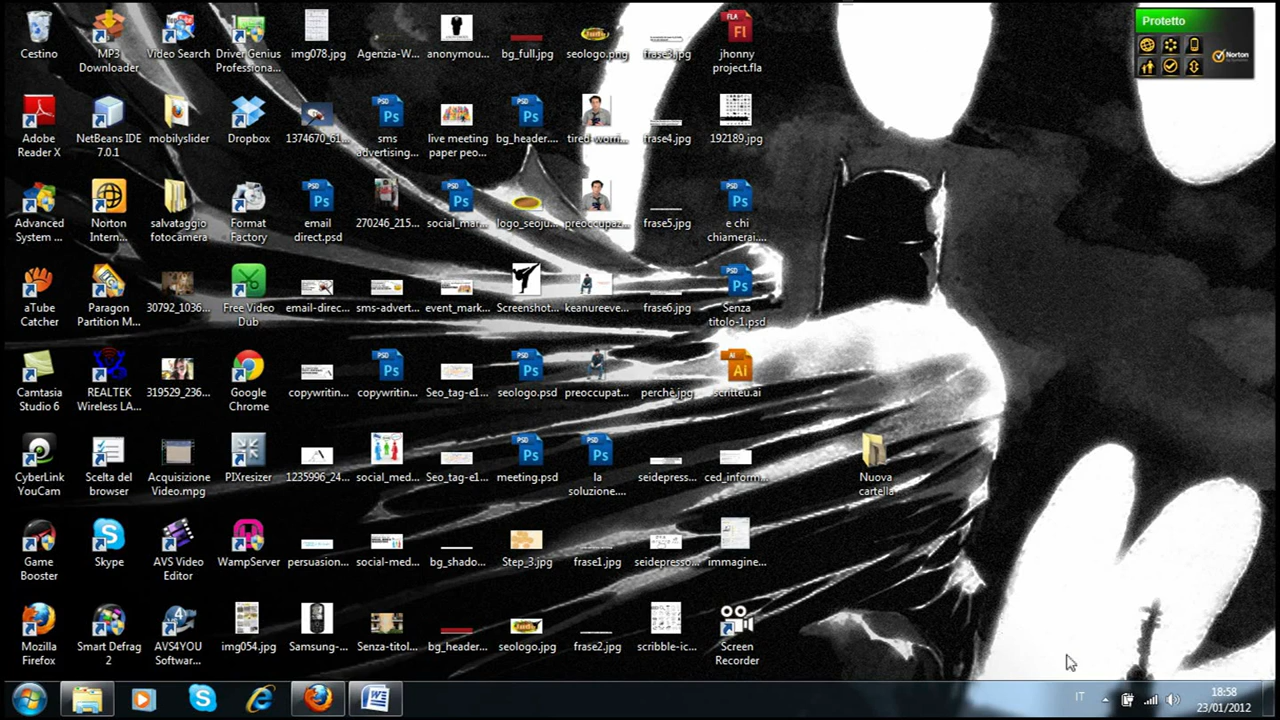 Cestino
MP3
Downloader
Video Search
Driver Genius
Professiona...
img078.jpg
Agenzia-W...
anonymou...
bg_full.jpg
seologo.png
frase3.jpg
jhonny
project.fla
Protetto
Norton
Adobe
Reader X
NetBeans IDE
7.0.1
mobilyslider
Dropbox
1374670_61...
sms
advertising...
live meeting
paper peo...
bg_header....
tired-worri...
frase4.jpg
192189.jpg
Advanced
System ...
Norton
Intern...
salvataggio
fotocamera
Format
Factory
email
direct.psd
270246_215...
social_mar...
logo_seoju...
preoccupaz...
frase5.jpg
e chi
chiamerai....
aTube
Catcher
Paragon
Partition M...
30792_1036...
Free Video
Dub
email-direc...
sms-advert...
event_mark...
Screenshot...
keanureeve...
frase6.jpg
Senza
titolo-1.psd
Camtasia
Studio 6
REALTEK
Wireless LA...
319529_236...
Google
Chrome
copywritin...
copywritin...
Seo_tag-e1...
seologo.psd
preoccupat...
perchè.jpg
scritteu.ai
CyberLink
YouCam
Scelta del
browser
Acquisizione
Video.mpg
PIXresizer
1235996_24...
social_med...
Seo_tag-e1...
meeting.psd
la
soluzione....
seidepress...
ced_inform...
Nuova
cartella
Game
Booster
Skype
AVS Video
Editor
WampServer
persuasion...
social-med...
bg_shado...
Step_3.jpg
frase1.jpg
seidepresso...
immagine...
Mozilla
Firefox
Smart Defrag
2
AVS4YOU
Softwar...
img054.jpg
Samsung-...
Senza-titol...
bg_header...
seologo.jpg
frase2.jpg
scribble-ic...
Screen
Recorder
IT
18:58
23/01/2012